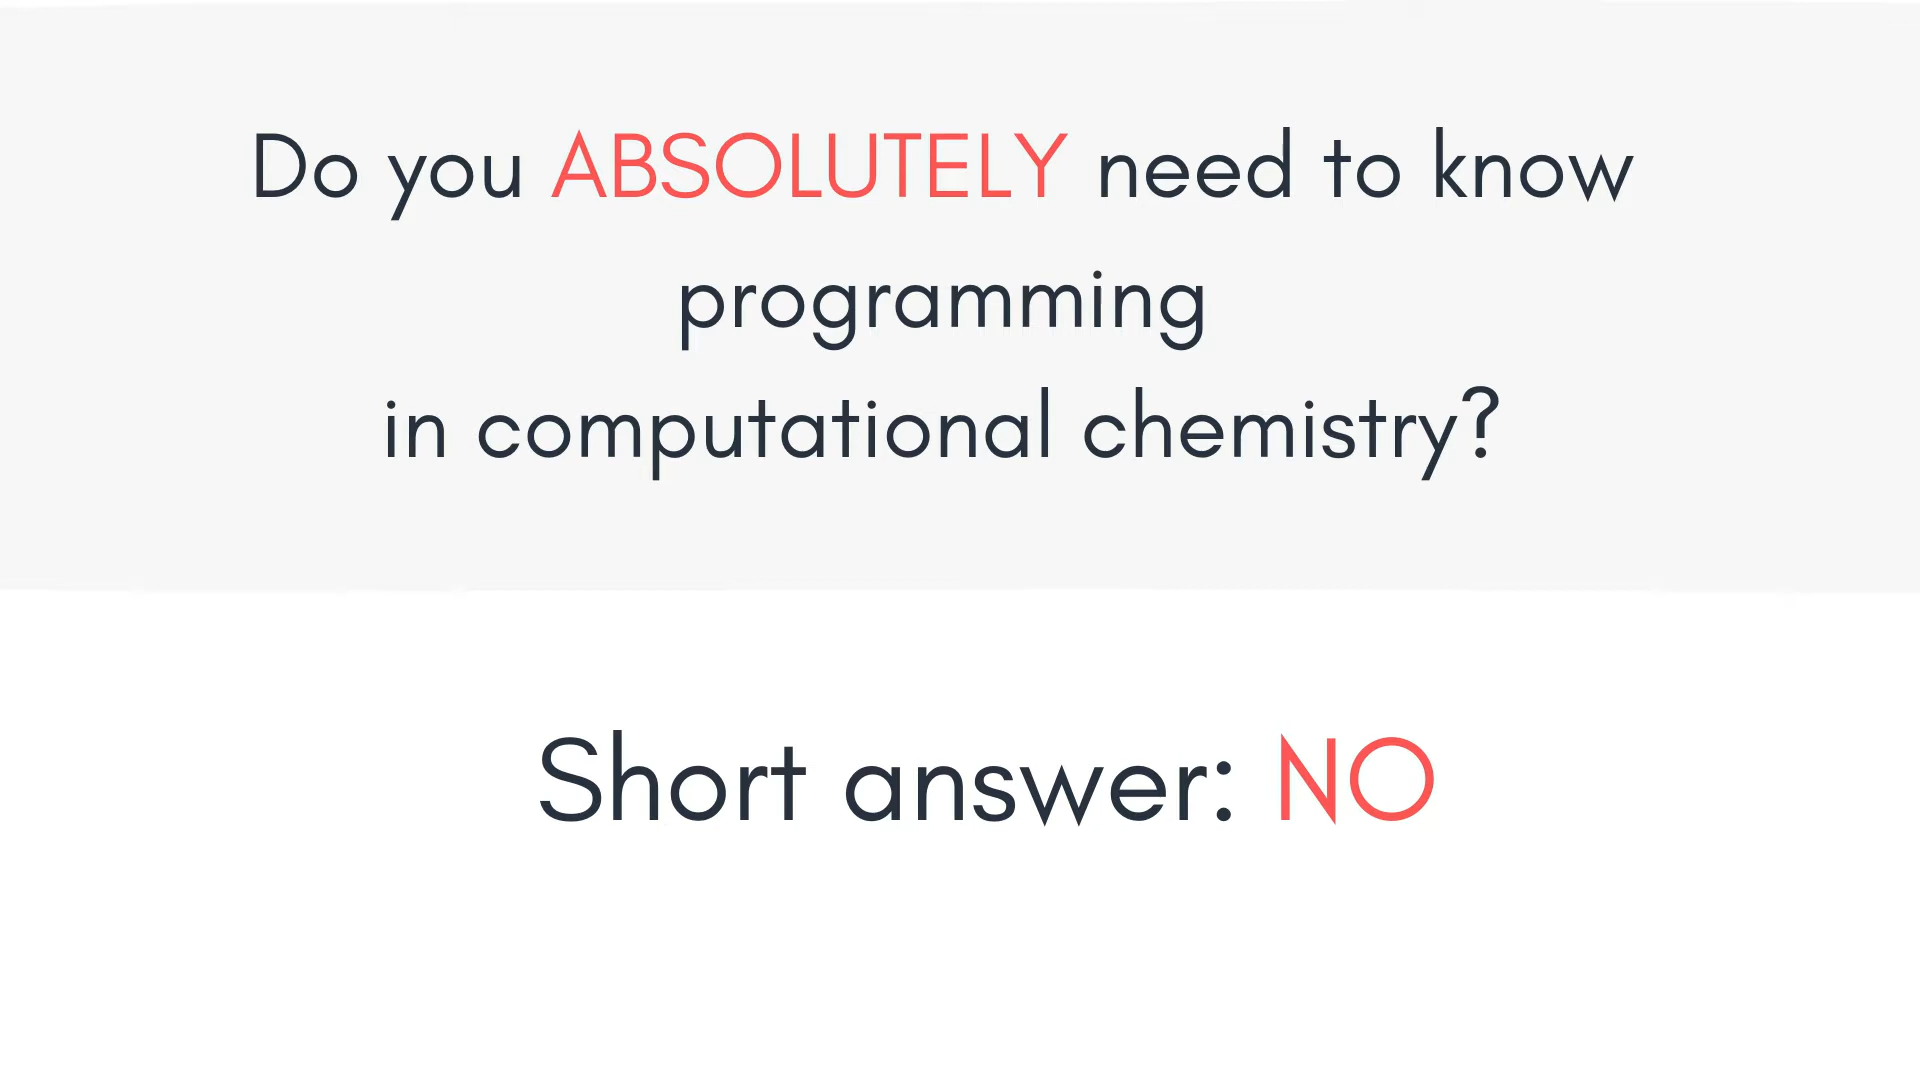 Do you ABSOLUTELY need to know
programming
in computational chemistry?
Short answer: NO